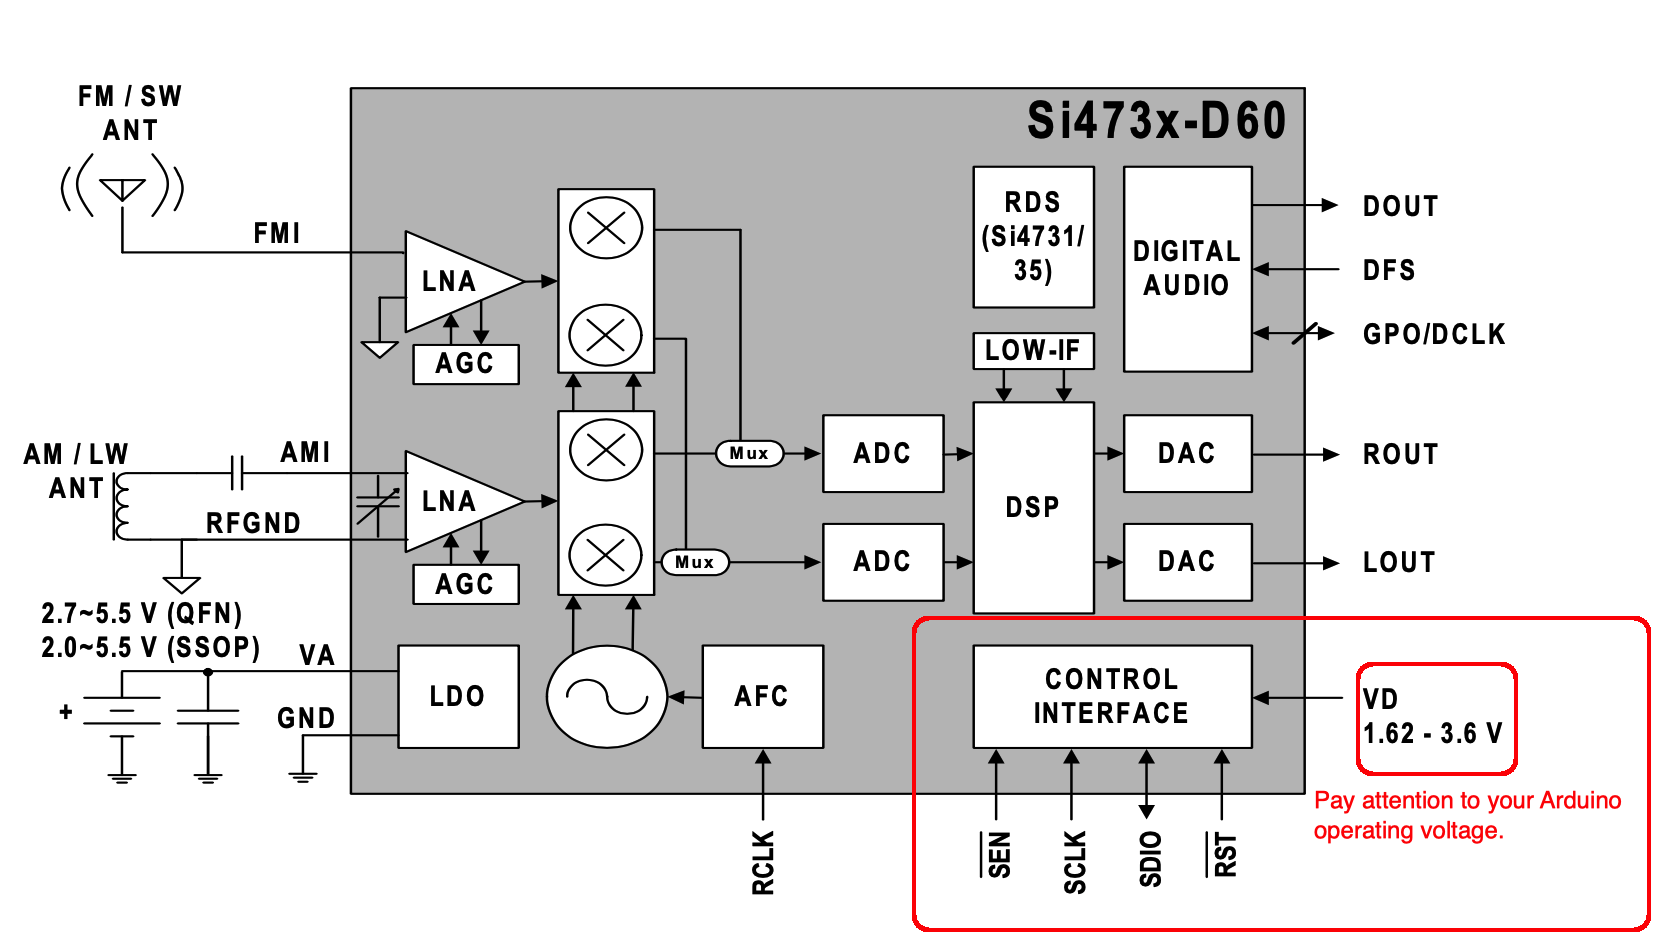 FM / SW
ANT
Si473x-D60
FMI
LNA
AGC
RDS
(Si4731/
35)
DIGITAL
AUDIO
DOUT
DFS
GPO/DCLK
LOW-IF
AM / LW
ANT
AMI
RFGND
LNA
AGC
Mux
Mux
ADC
ADC
DSP
DAC
DAC
ROUT
LOUT
2.7~5.5 V (QFN)
2.0~5.5 V (SSOP)
VA
+
GND
LDO
AFC
CONTROL
INTERFACE
VD
1.62 - 3.6 V
Pay attention to your Arduino
operating voltage.
RCLK
SEN
SCLK
SDIO
RST